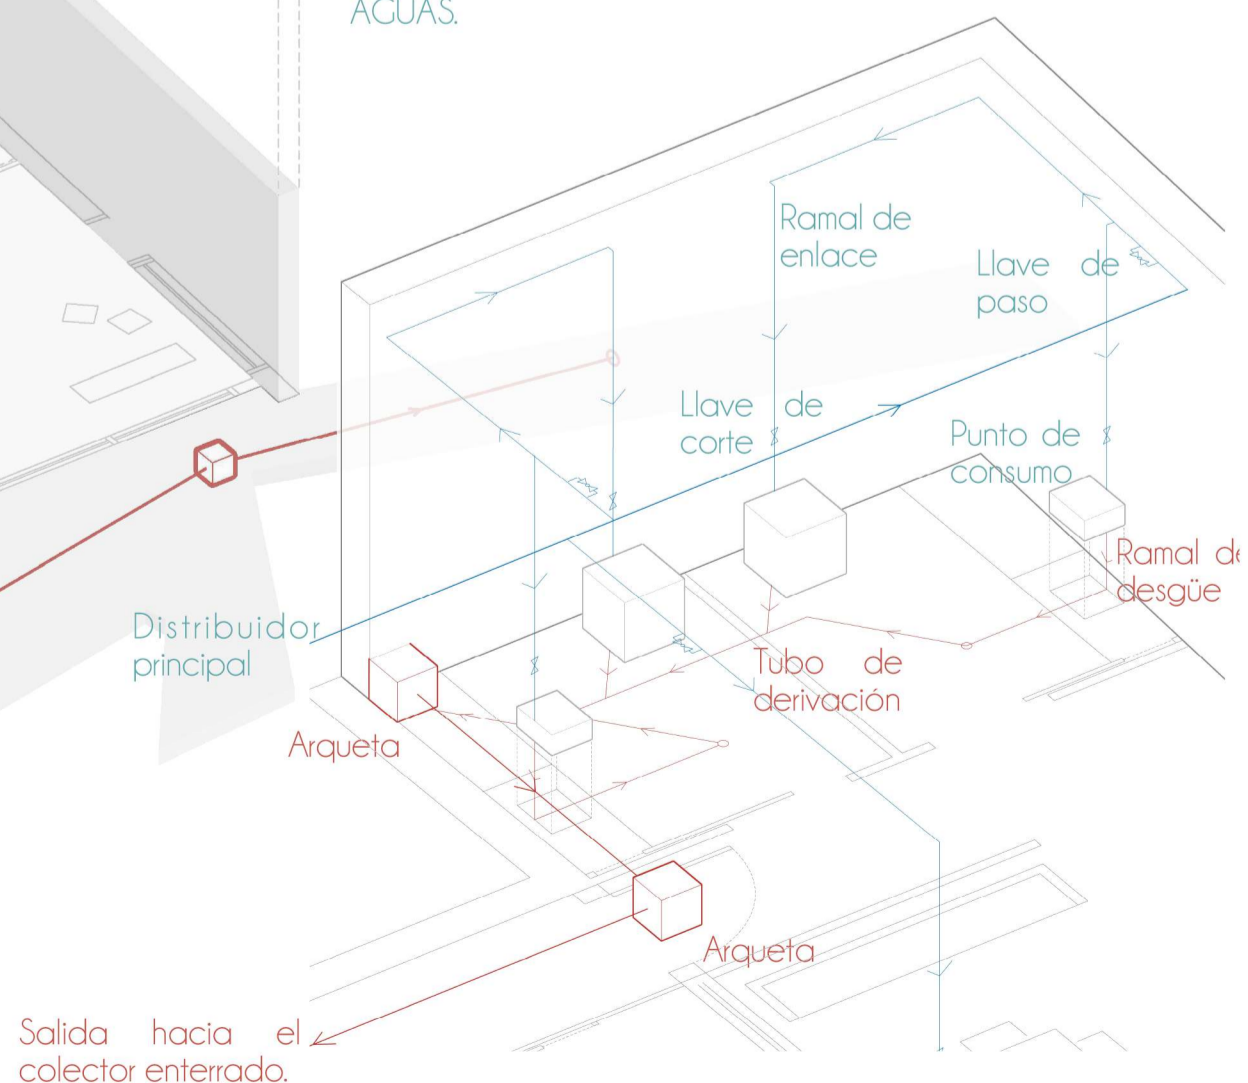 AGUAS.
Ramal de
enlace
Llave de
paso
Llave de
corte
Punto de
consumo
Ramal de
desgüe
Distribuidor
principal
Tubo de
derivación
Arqueta
Arqueta
Salida hacia el
colector enterrado.